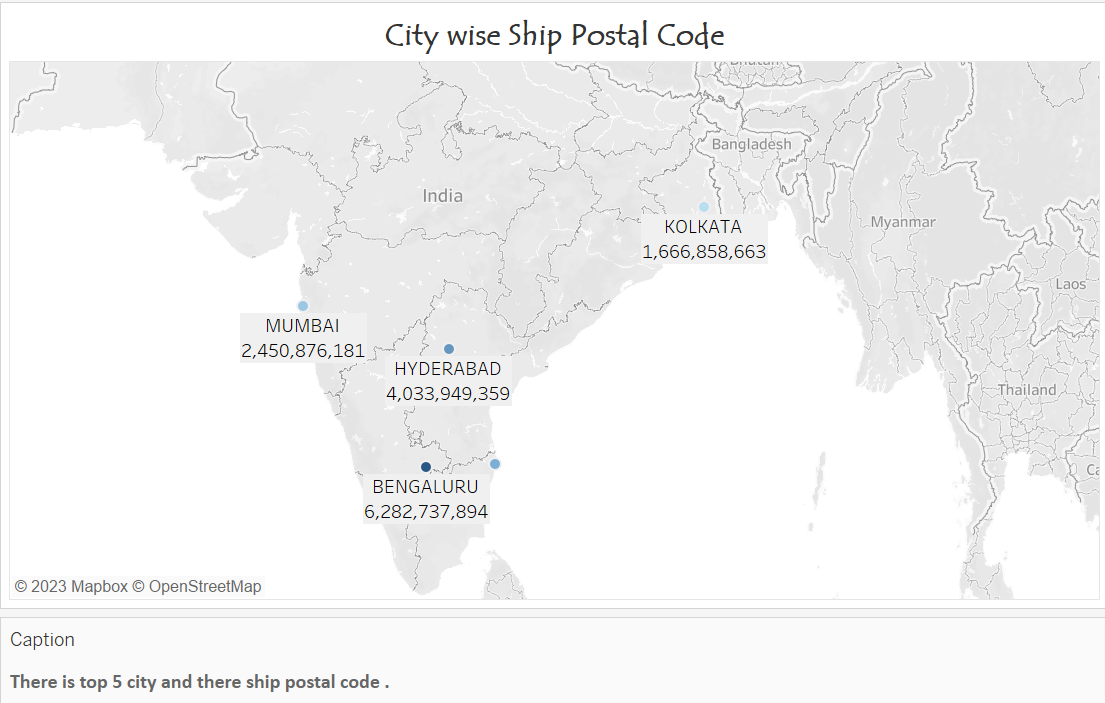 City wise Ship Postal Code
Bhutan
Bangladesh
India
Myanmar
KOLKATA
1,666,858,663
Laos
MUMBAI
2,450,876,181
HYDERABAD
4,033,949,359
Thailand
Ca
BENGALURU
6,282,737,894
© 2023 Mapbox © OpenStreetMap
Caption
There is top 5 city and there ship postal code .